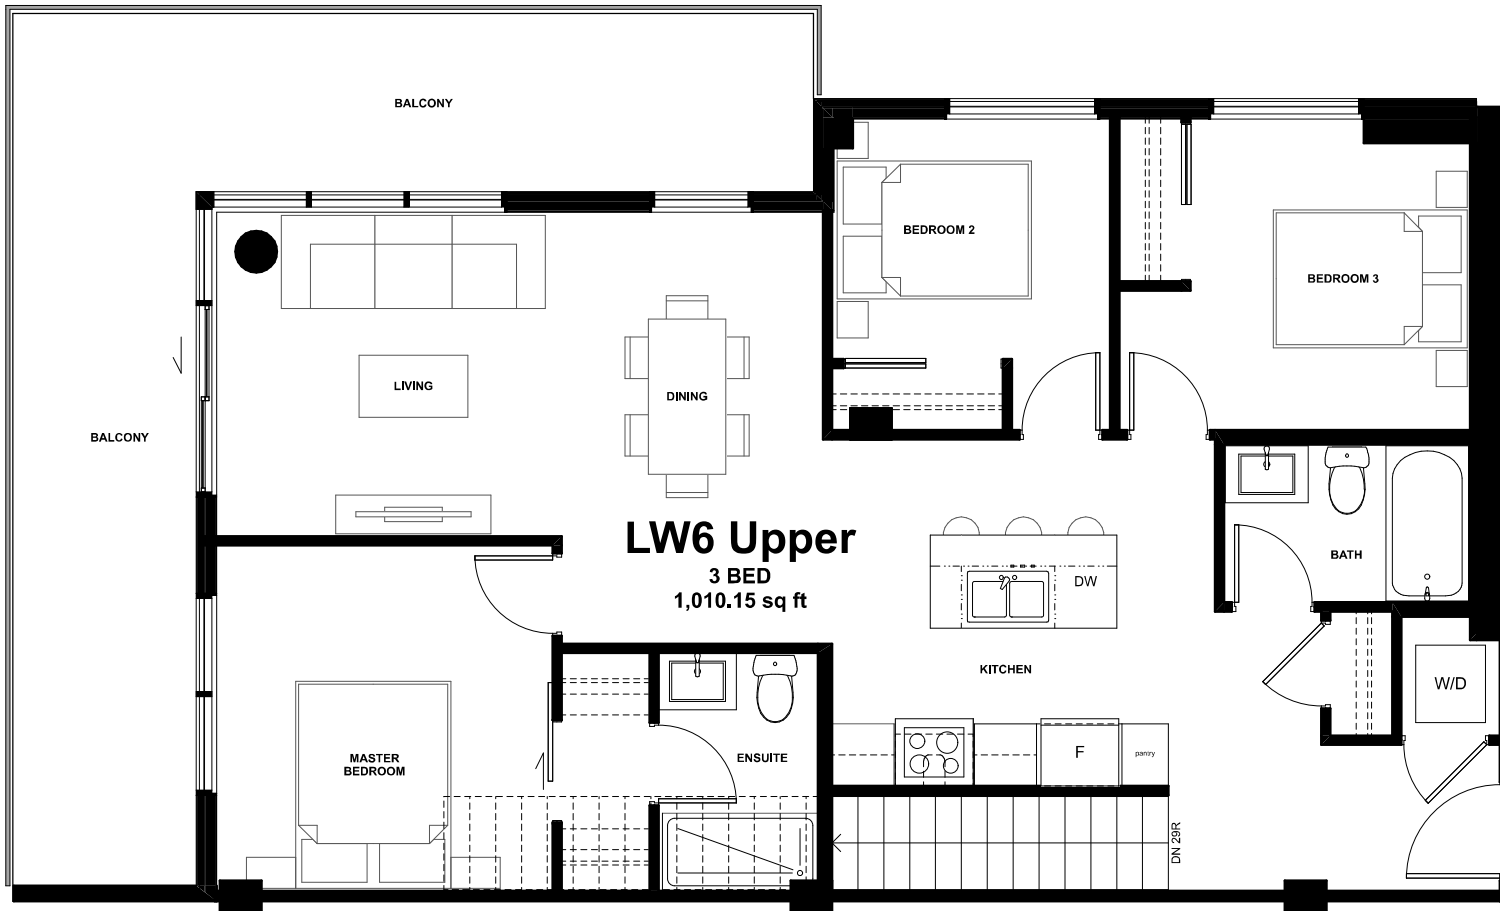 BALCONY
BEDROOM 2
BEDROOM 3
LIVING
DINING
BALCONY
LW6 Upper
3 BED
1,010.15 sq ft
BATH
DW
KITCHEN
W/D
MASTER
BEDROOM
ENSUITE
F
pantry
DN 29R